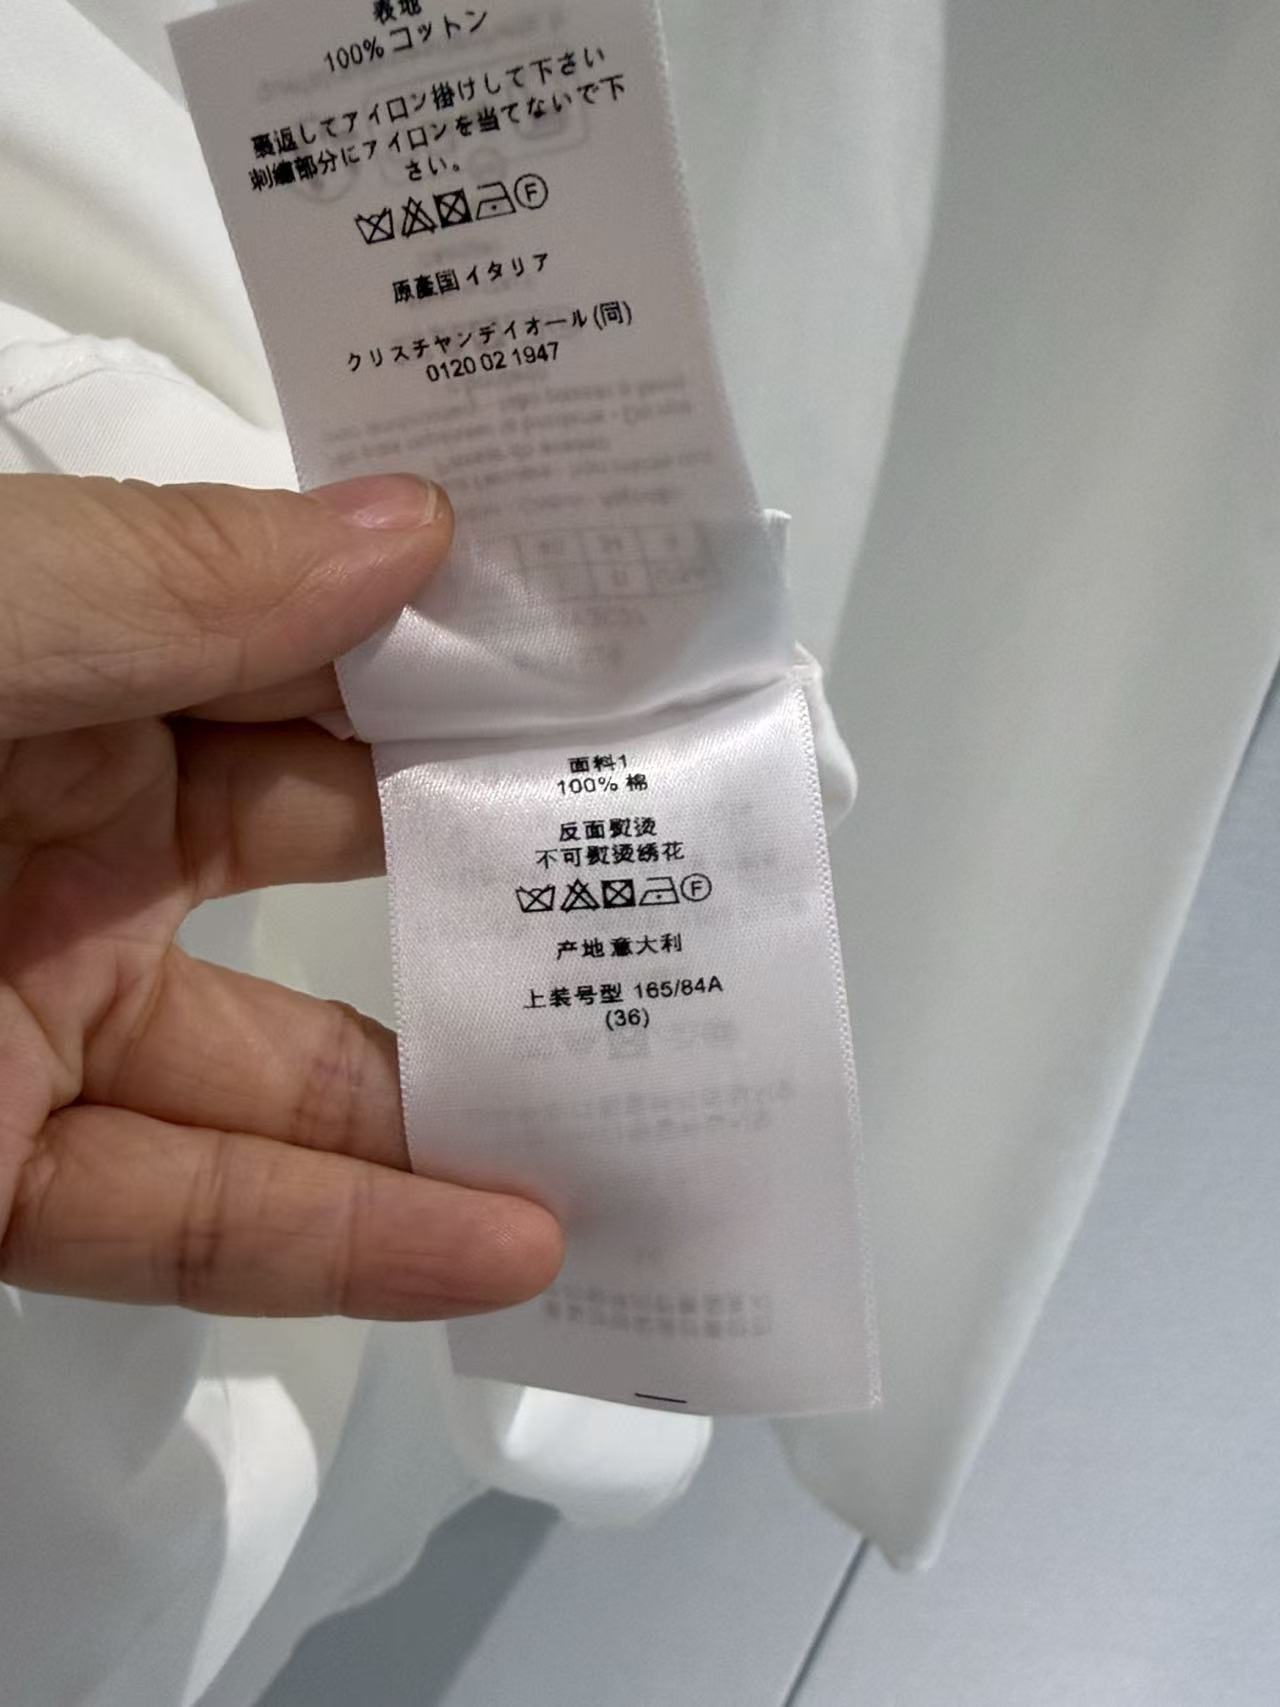 表地
100% コットン
裏返してアイロン掛けして下さい
刺繍部分にアイロンを当てないで下
さい。
F
原産国イタリア
クリスチャンディオール(同)
0120 02 1947
面料1
100% 棉
反面熨烫
不可熨烫绣花
F
产地意大利
上装号型 165/84A
(36)